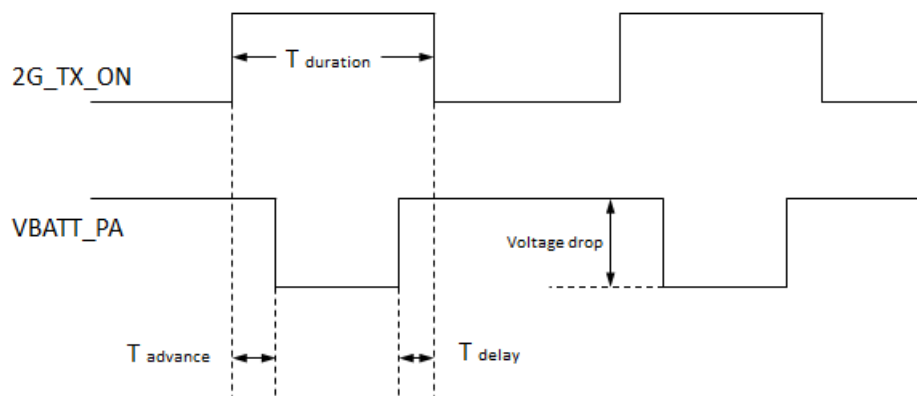 2G_TX_ON
T duration
VBATT_PA
Voltage drop
T advance
T delay